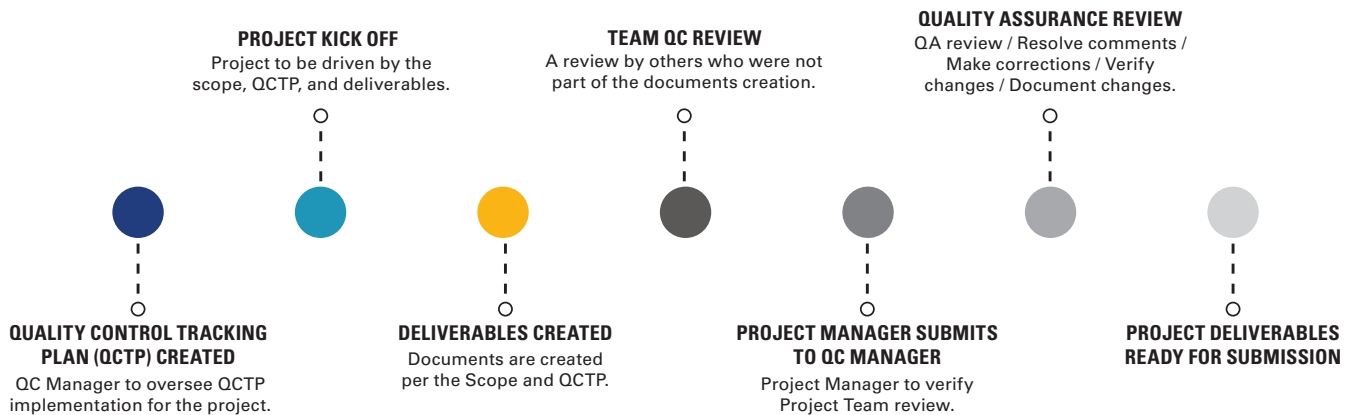 QUALITY CONTROL TRACKING
PLAN (QCTP) CREATED
QC Manager to oversee QCTP
implementation for the project.
PROJECT KICK OFF
Project to be driven by the
scope, QCTP, and deliverables.
DELIVERABLES CREATED
Documents are created
per the Scope and QCTP.
TEAM QC REVIEW
A review by others who were not
part of the documents creation.
PROJECT MANAGER SUBMITS
TO QC MANAGER
Project Manager to verify
Project Team review.
QUALITY ASSURANCE REVIEW
QA review / Resolve comments /
Make corrections / Verify
changes / Document changes.
PROJECT DELIVERABLES
READY FOR SUBMISSION